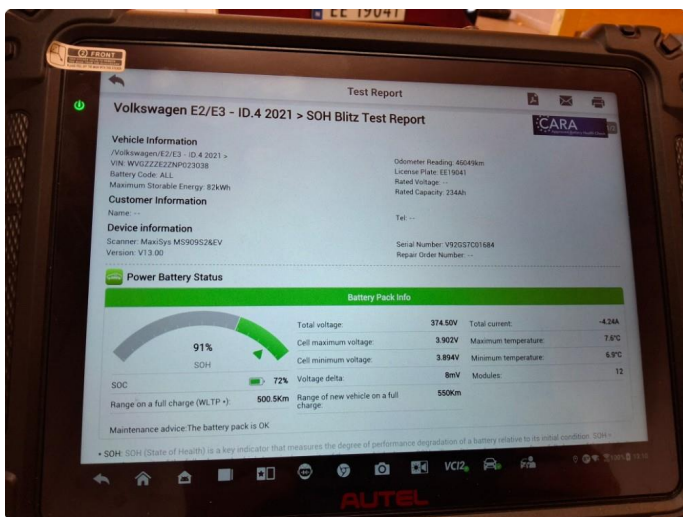 EE 19041
FRONT
Test Report
Volkswagen E2/E3 - ID.4 2021 > SOH Blitz Test Report
CARA
Vehicle Information
/Volkswagen/E2/E3 - ID.4 2021 >
VIN: WVGZZZE2ZNP023038
Battery Code: ALL
Maximum Storable Energy: 82kWh
Odometer Reading: 46049km
License Plate: EE19041
Rated Voltage: --
Rated Capacity: 234Ah
Customer Information
Name: --
Tel: --
Device information
Scanner: MaxiSys MS909S2&EV
Version: V13.00
Serial Number: V92GS7C01684
Repair Order Number: --
Power Battery Status
Battery Pack Info
91%
SOH
SOC 72%
Range on a full charge (WLTP *): 500.5Km
Total voltage: 374.50V Total current: -4.24A
Cell maximum voltage: 3.902V Maximum temperature: 7.6°C
Cell minimum voltage: 3.894V Minimum temperature: 6.9°C
Voltage delta: 8mV Modules: 12
Range of new vehicle on a full charge: 550Km
Maintenance advice:The battery pack is OK
• SOH: SOH (State of Health) is a key indicator that measures the degree of performance degradation of a battery relative to its initial condition. SOH
VCI2
AUTEL